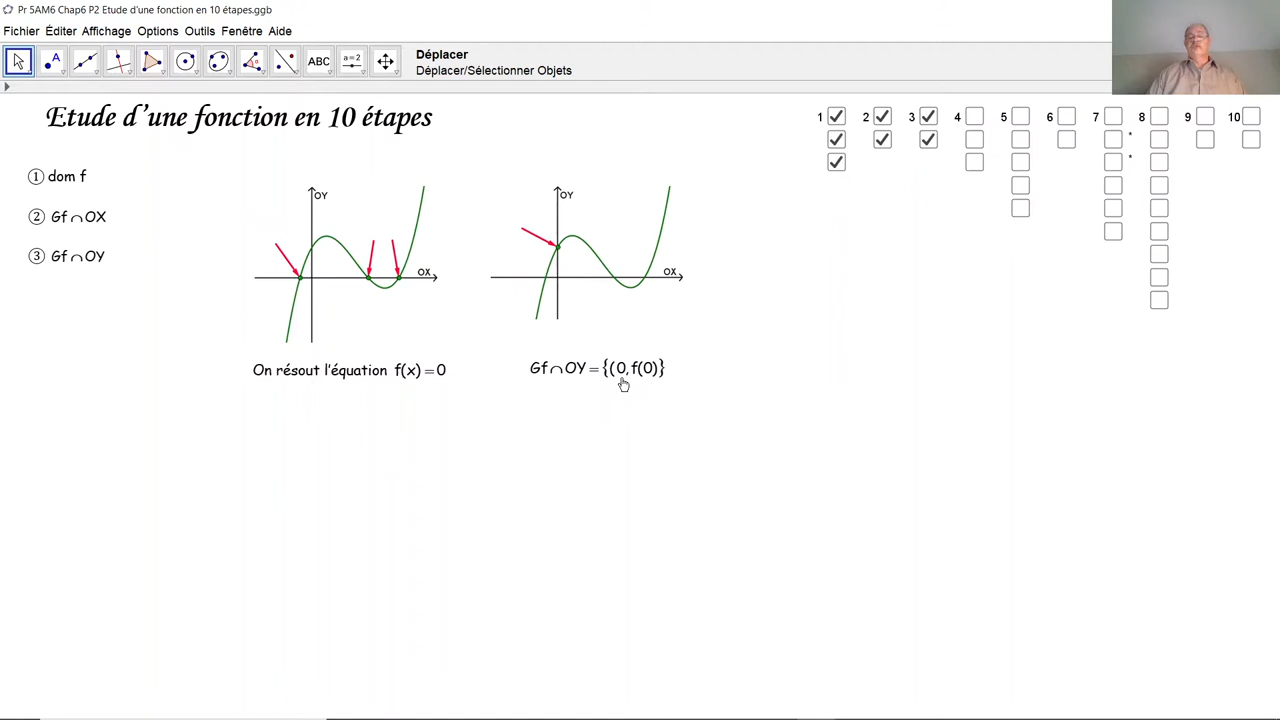 Pr 5AM6 Chap6 P2 Etude d'une fonction en 10 étapes.ggb
Fichier Éditer Affichage Options Outils Fenêtre Aide
A
ABC
a=2
Déplacer
Déplacer/Sélectionner Objets
Etude d'une fonction en 10 étapes
1 2 3 4 5 6 7 8 9 10
*
*
① dom f
② Gf∩OX
③ Gf∩OY
OY
OX
OY
OX
On résout l'équation f(x)=0
Gf∩OY={(0,f(0)}